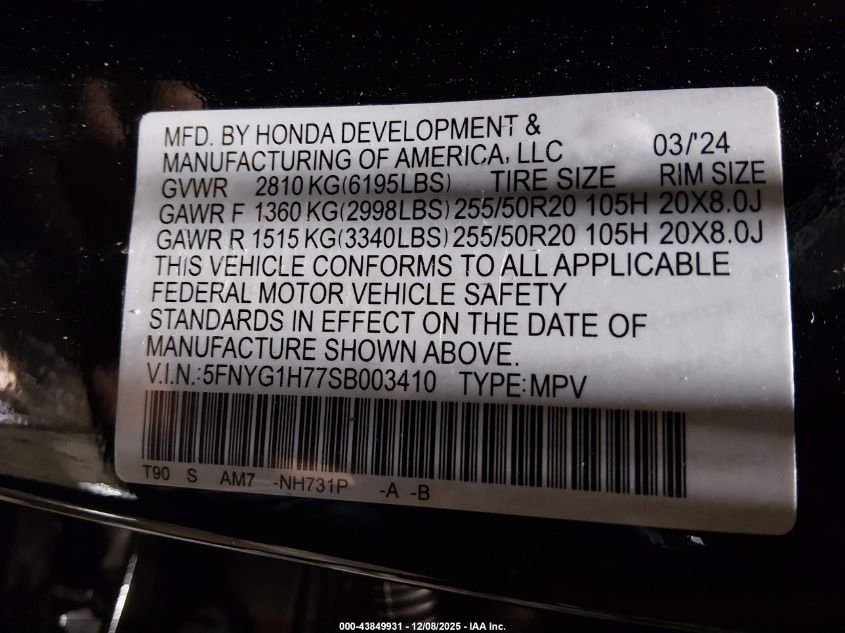 MFD. BY HONDA DEVELOPMENT &
MANUFACTURING OF AMERICA, LLC 03/'24
GVWR 2810 KG(6195LBS) TIRE SIZE RIM SIZE
GAWR F 1360 KG(2998LBS) 255/50R20 105H 20X8.0J
GAWR R 1515 KG(3340LBS) 255/50R20 105H 20X8.0J
THIS VEHICLE CONFORMS TO ALL APPLICABLE
FEDERAL MOTOR VEHICLE SAFETY
STANDARDS IN EFFECT ON THE DATE OF
MANUFACTURE SHOWN ABOVE.
V.I.N.:5FNYG1H77SB003410 TYPE:MPV
T90 S AM7 -NH731P -A -B
000-43849931 - 12/08/2025 - IAA Inc.